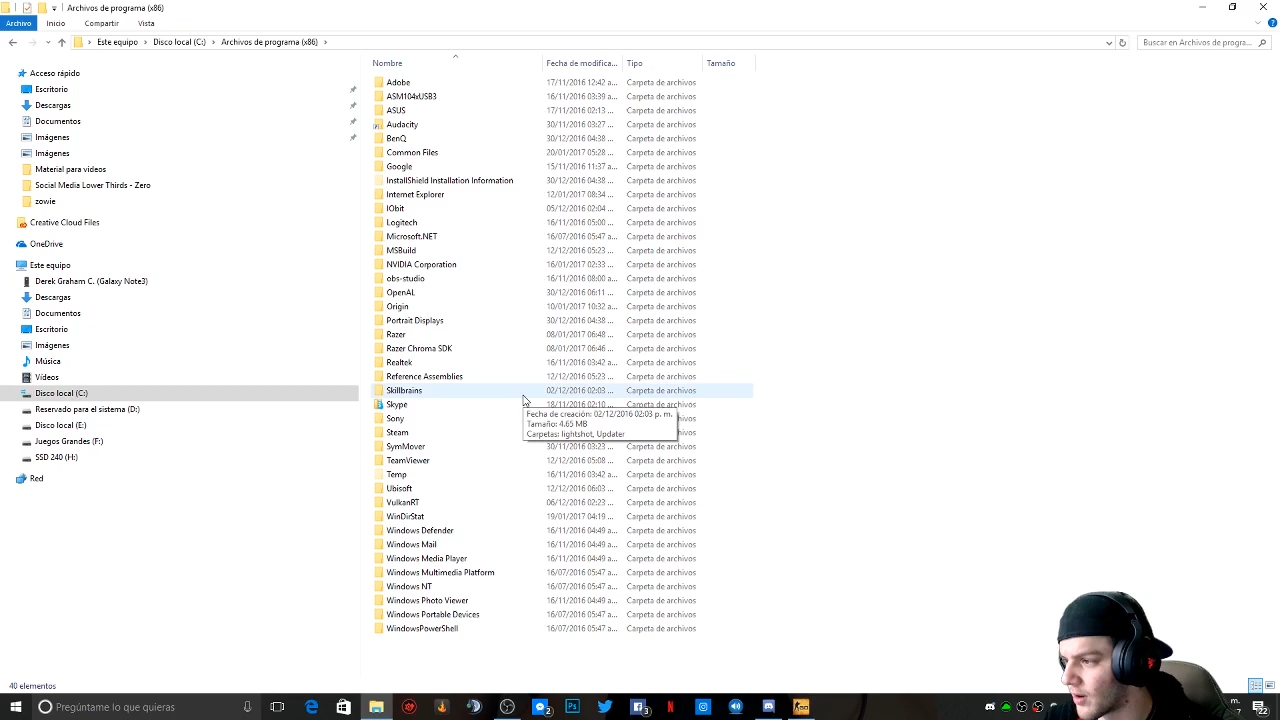 Archivos de programa (x86)
Archivo Inicio Compartir Vista
Este equipo Disco local (C:) Archivos de programa (x86)
Buscar en Archivos de progra...
Acceso rápido
Escritorio
Descargas
Documentos
Imágenes
Imágenes
Material para videos
Social Media Lower Thirds - Zero
zowie
Creative Cloud Files
OneDrive
Este equipo
Derek Graham C. (Galaxy Note3)
Descargas
Documentos
Escritorio
Imágenes
Música
Vídeos
Disco local (C:)
Reservado para el sistema (D:)
Disco local (E:)
Juegos Grandes (F:)
SSD 240 (H:)
Red
Nombre Fecha de modifica... Tipo Tamaño
Adobe 17/11/2016 12:42 a... Carpeta de archivos
ASM104xUSB3 16/11/2016 03:39 a... Carpeta de archivos
ASUS 17/11/2016 02:13 ... Carpeta de archivos
Audacity 30/11/2016 03:27 ... Carpeta de archivos
BenQ 30/12/2016 04:38 ... Carpeta de archivos
Common Files 20/01/2017 05:28 ... Carpeta de archivos
Google 15/11/2016 11:37 ... Carpeta de archivos
InstallShield Installation Information 30/12/2016 04:38 ... Carpeta de archivos
Internet Explorer 12/01/2017 08:34 ... Carpeta de archivos
IObit 05/12/2016 02:04 ... Carpeta de archivos
Logitech 16/11/2016 05:00 ... Carpeta de archivos
Microsoft.NET 16/07/2016 05:47 a... Carpeta de archivos
MSBuild 12/12/2016 05:23 ... Carpeta de archivos
NVIDIA Corporation 16/01/2017 02:33 ... Carpeta de archivos
obs-studio 16/11/2016 08:00 a... Carpeta de archivos
OpenAL 30/12/2016 06:11 ... Carpeta de archivos
Origin 10/01/2017 10:32 a... Carpeta de archivos
Portrait Displays 30/12/2016 04:38 ... Carpeta de archivos
Razer 08/01/2017 06:48 ... Carpeta de archivos
Razer Chroma SDK 08/01/2017 06:46 ... Carpeta de archivos
Realtek 16/11/2016 03:42 a... Carpeta de archivos
Reference Assemblies 12/12/2016 05:23 ... Carpeta de archivos
Skillbrains 02/12/2016 02:03 ... Carpeta de archivos
Skype 18/11/2016 02:10 ... Carpeta de archivos
Fecha de creación: 02/12/2016 02:03 p. m.
Tamaño: 4.65 MB
Carpetas: lightshot, Updater
Sony
Steam
SymMover 30/11/2016 03:23 ... Carpeta de archivos
TeamViewer 12/12/2016 05:08 ... Carpeta de archivos
Temp 16/11/2016 03:42 a... Carpeta de archivos
Ubisoft 12/12/2016 06:03 ... Carpeta de archivos
VulkanRT 06/12/2016 02:23 ... Carpeta de archivos
WinDirStat 19/01/2017 04:19 ... Carpeta de archivos
Windows Defender 16/11/2016 04:49 a... Carpeta de archivos
Windows Mail 16/11/2016 04:49 a... Carpeta de archivos
Windows Media Player 16/11/2016 04:49 a... Carpeta de archivos
Windows Multimedia Platform 16/07/2016 05:47 a... Carpeta de archivos
Windows NT 16/07/2016 05:47 a... Carpeta de archivos
Windows Photo Viewer 16/11/2016 04:49 a... Carpeta de archivos
Windows Portable Devices 16/07/2016 05:47 a... Carpeta de archivos
WindowsPowerShell 16/07/2016 05:47 a... Carpeta de archivos
40 elementos
Pregúntame lo que quieras